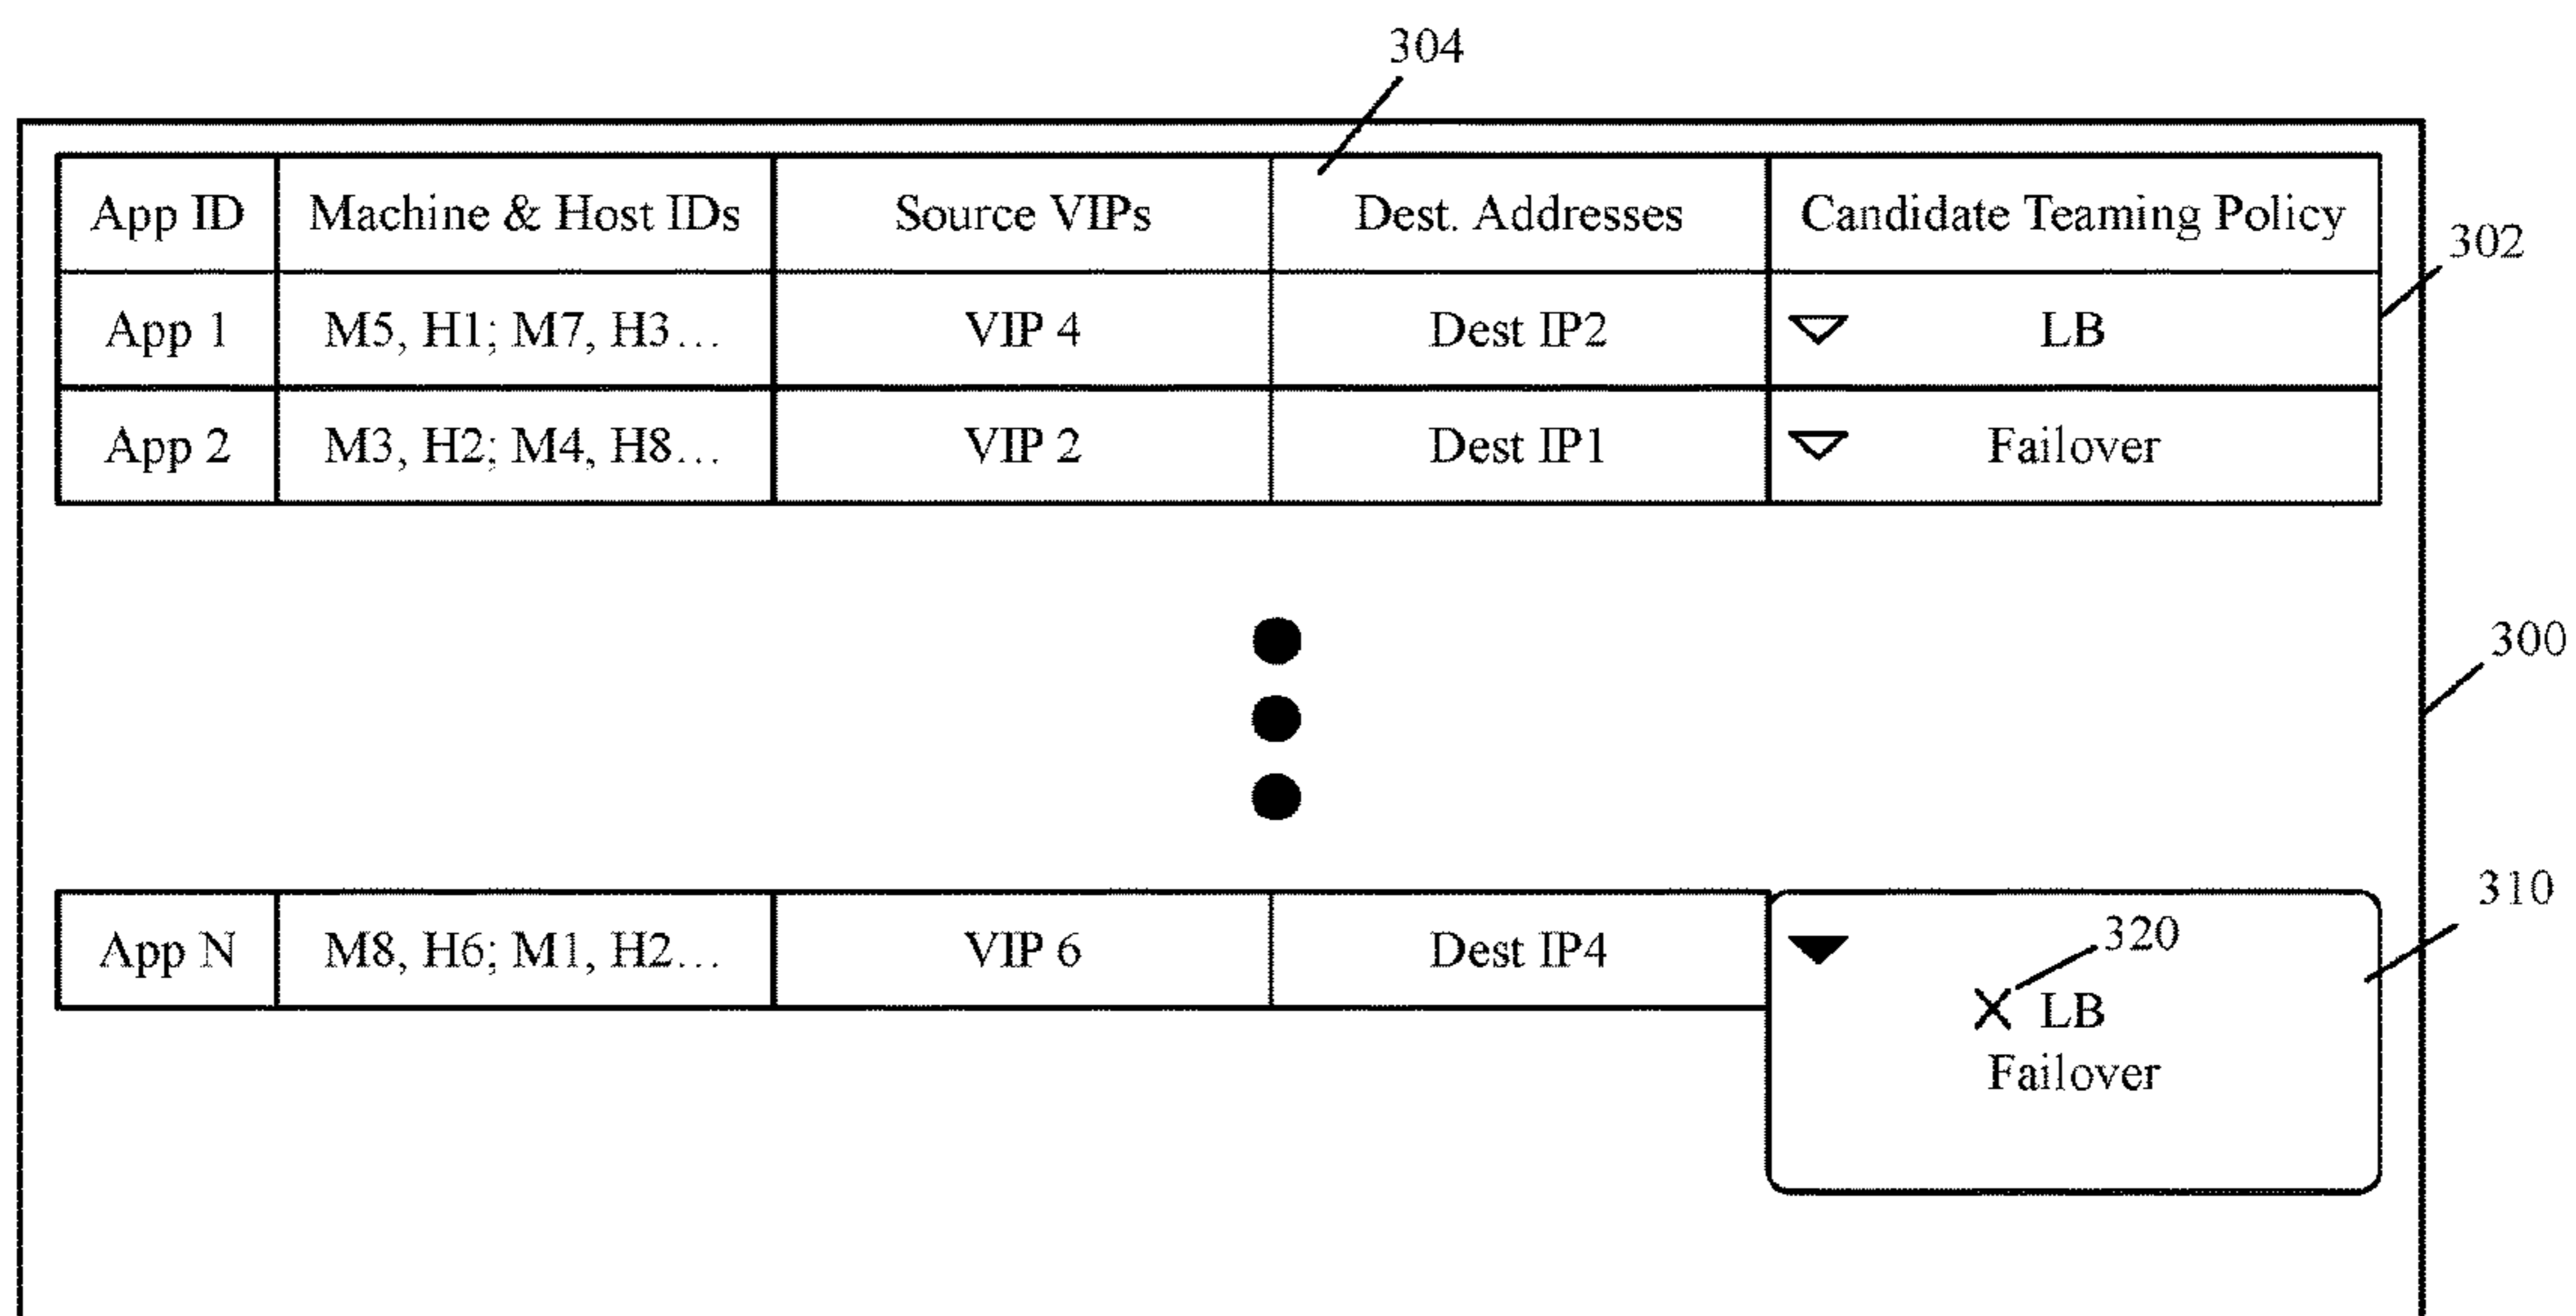 304
App ID Machine & Host IDs Source VIPs Dest. Addresses Candidate Teaming Policy
302
App 1 M5, H1; M7, H3... VIP 4 Dest IP2 LB
App 2 M3, H2; M4, H8... VIP 2 Dest IP1 Failover
300
310
320
App N M8, H6; M1, H2... VIP 6 Dest IP4
X LB
Failover